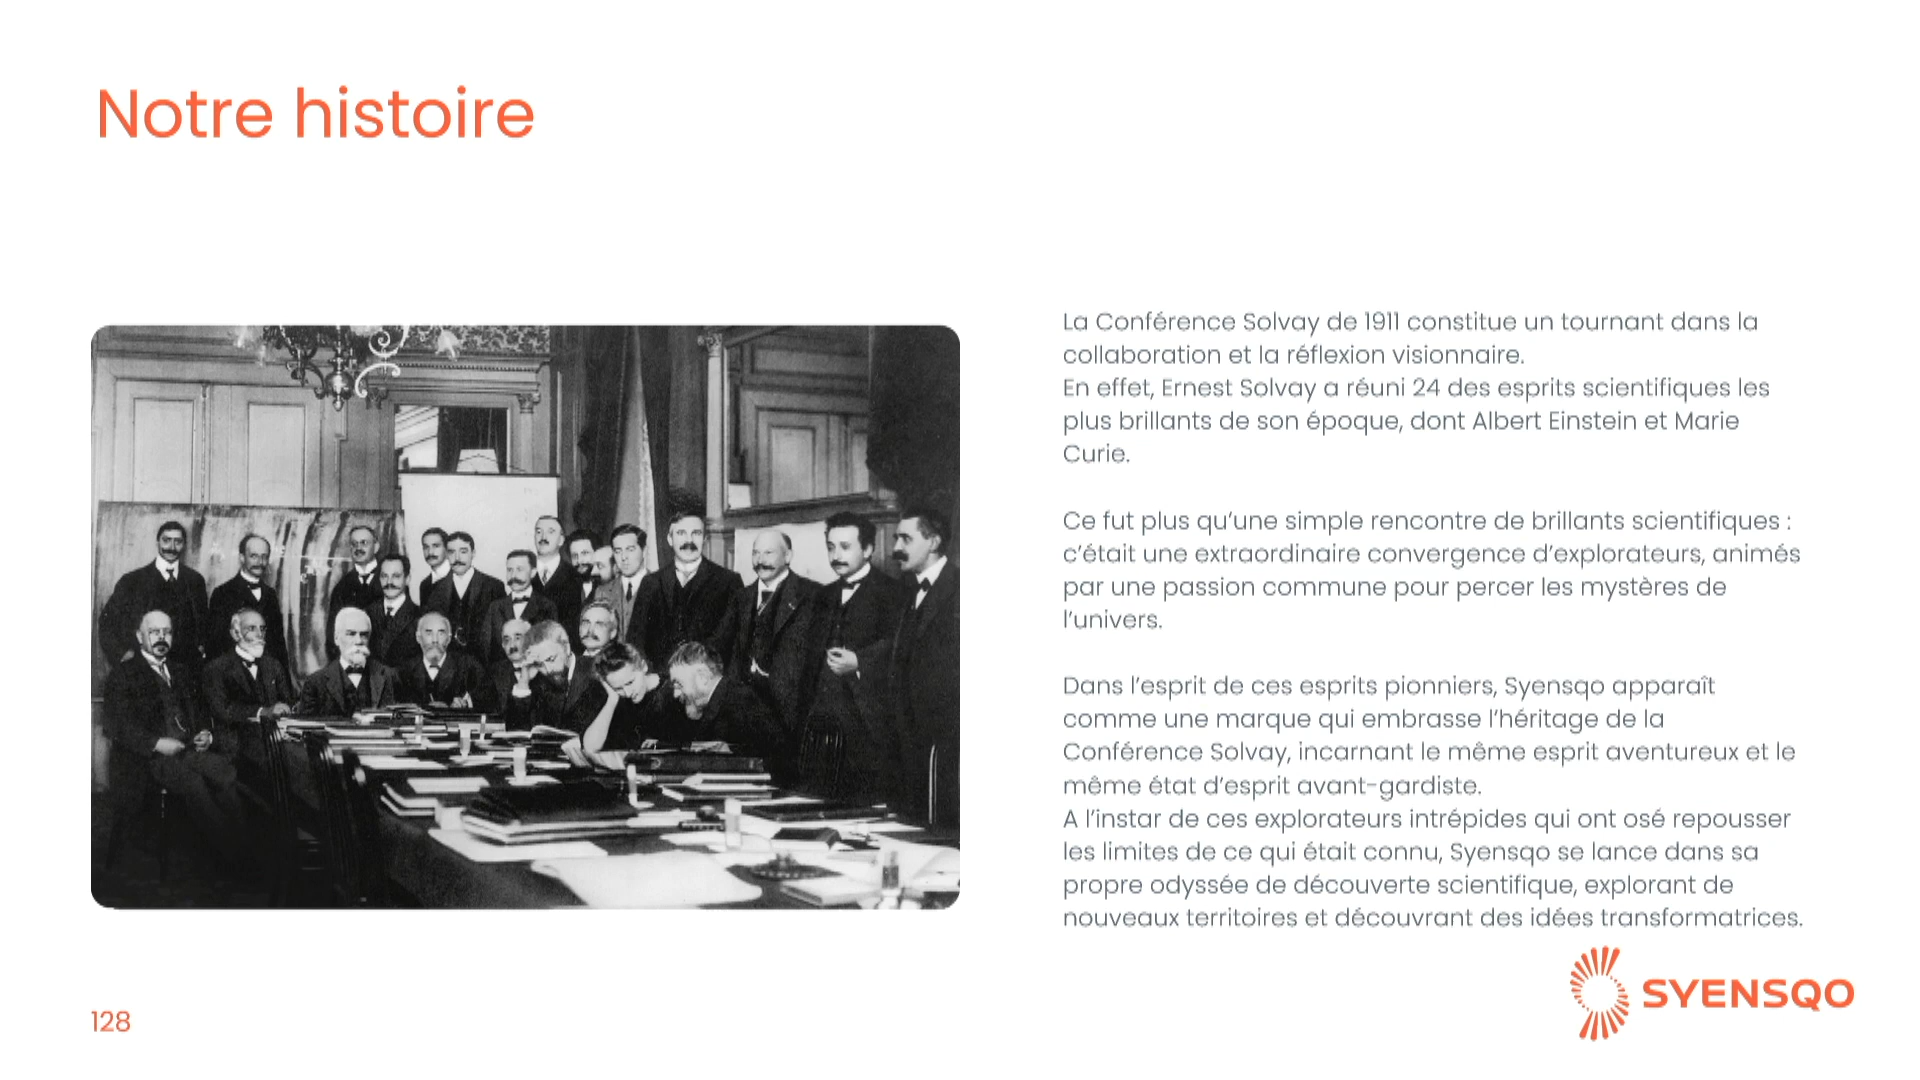 Notre histoire
La Conférence Solvay de 1911 constitue un tournant dans la
collaboration et la réflexion visionnaire.
En effet, Ernest Solvay a réuni 24 des esprits scientifiques les
plus brillants de son époque, dont Albert Einstein et Marie
Curie.
Ce fut plus qu’une simple rencontre de brillants scientifiques :
c’était une extraordinaire convergence d’explorateurs, animés
par une passion commune pour percer les mystères de
l’univers.
Dans l’esprit de ces esprits pionniers, Syensqo apparaît
comme une marque qui embrasse l’héritage de la
Conférence Solvay, incarnant le même esprit aventureux et le
même état d’esprit avant-gardiste.
A l’instar de ces explorateurs intrépides qui ont osé repousser
les limites de ce qui était connu, Syensqo se lance dans sa
propre odyssée de découverte scientifique, explorant de
nouveaux territoires et découvrant des idées transformatrices.
SYENSQO
128